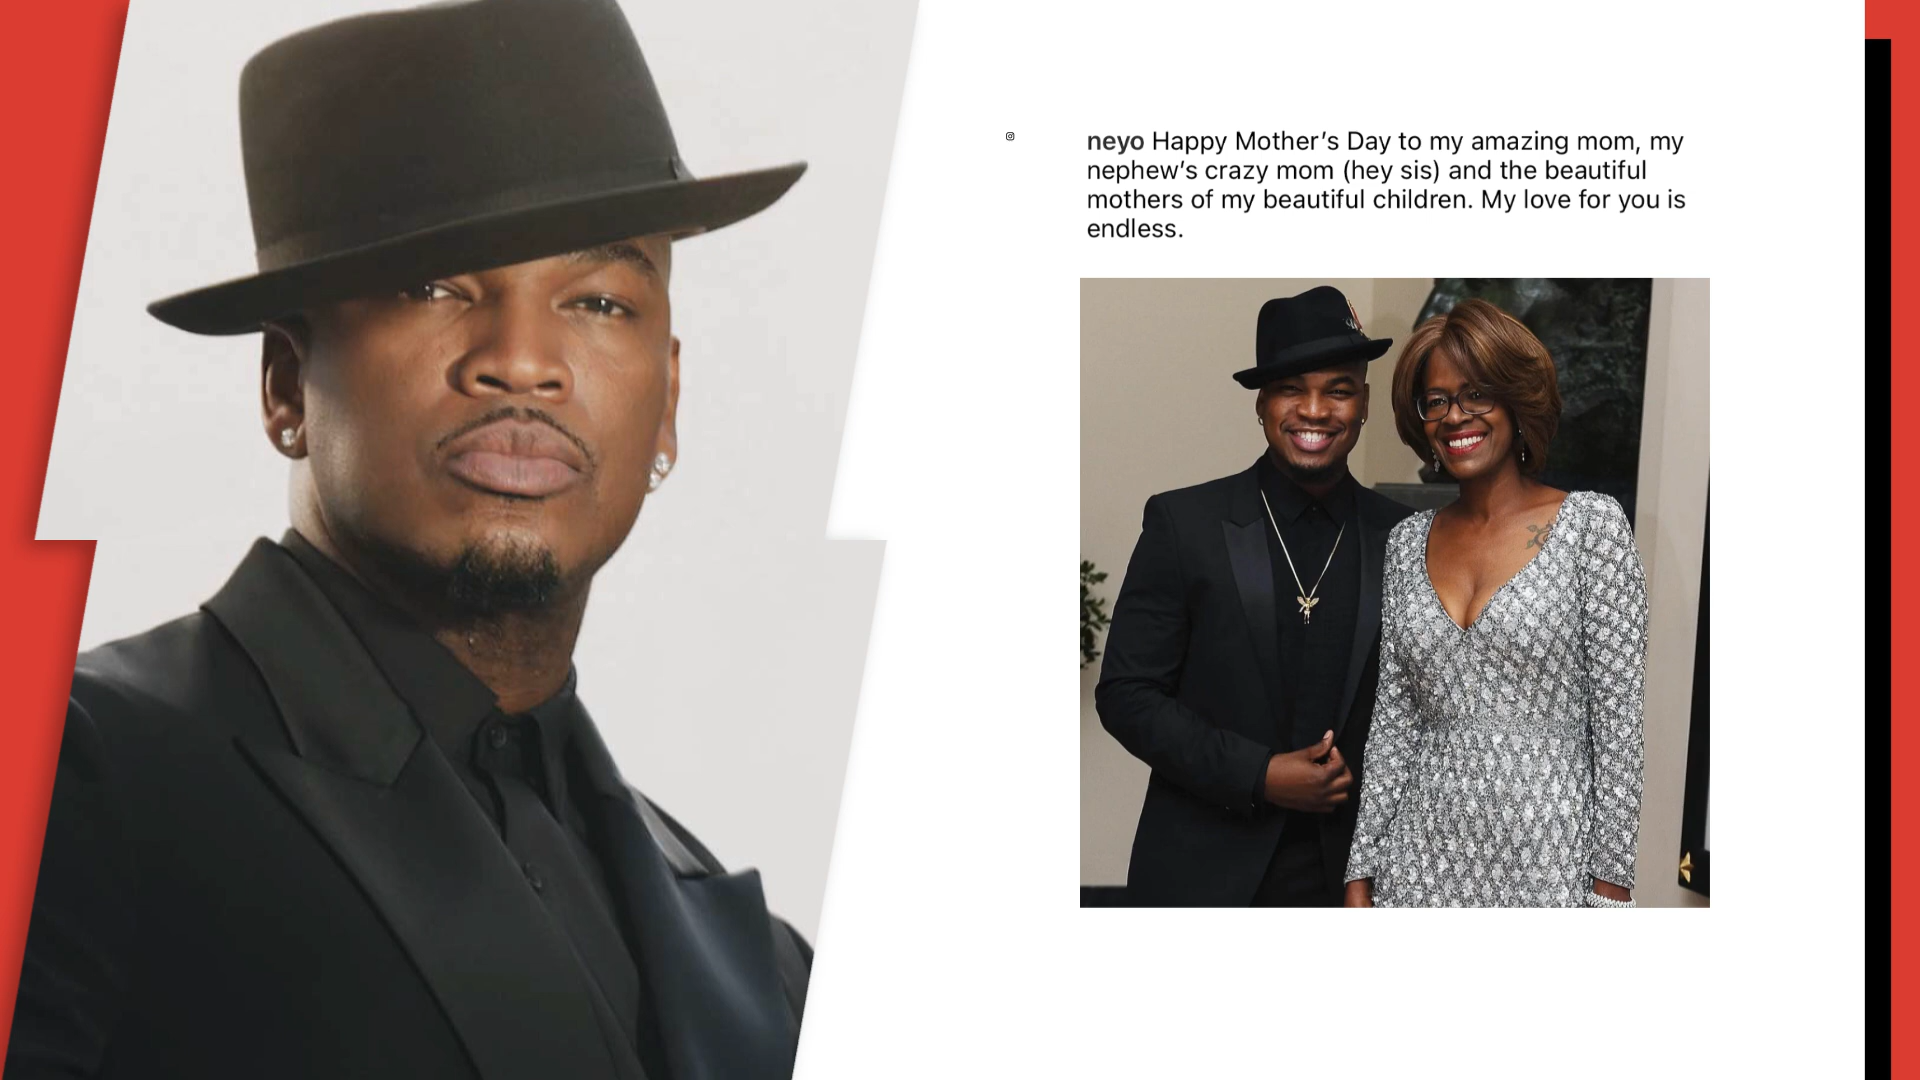 neyo Happy Mother’s Day to my amazing mom, my
nephew’s crazy mom (hey sis) and the beautiful
mothers of my beautiful children. My love for you is
endless.